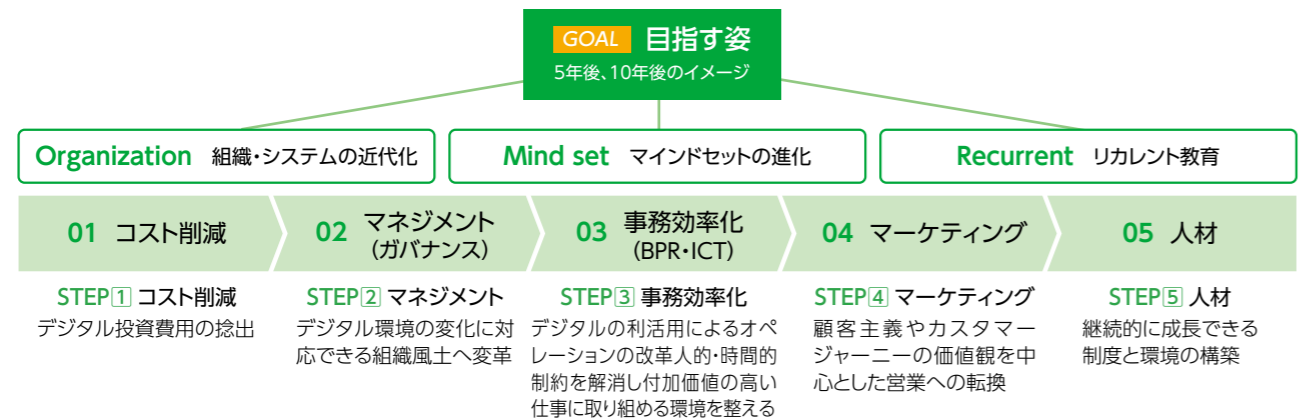 GOAL 目指す姿
5年後、10年後のイメージ
Organization 組織・システムの近代化
Mind set マインドセットの進化
Recurrent リカレント教育
01 コスト削減
02 マネジメント
（ガバナンス）
03 事務効率化
（BPR・ICT）
04 マーケティング
05 人材
STEP1 コスト削減
デジタル投資費用の捻出
STEP2 マネジメント
デジタル環境の変化に対
応できる組織風土へ変革
STEP3 事務効率化
デジタルの利活用によるオペ
レーションの改革人的・時間的
制約を解消し付加価値の高い
仕事に取り組める環境を整える
STEP4 マーケティング
顧客主義やカスタマー
ジャーニーの価値観を中
心とした営業への転換
STEP5 人材
継続的に成長できる
制度と環境の構築